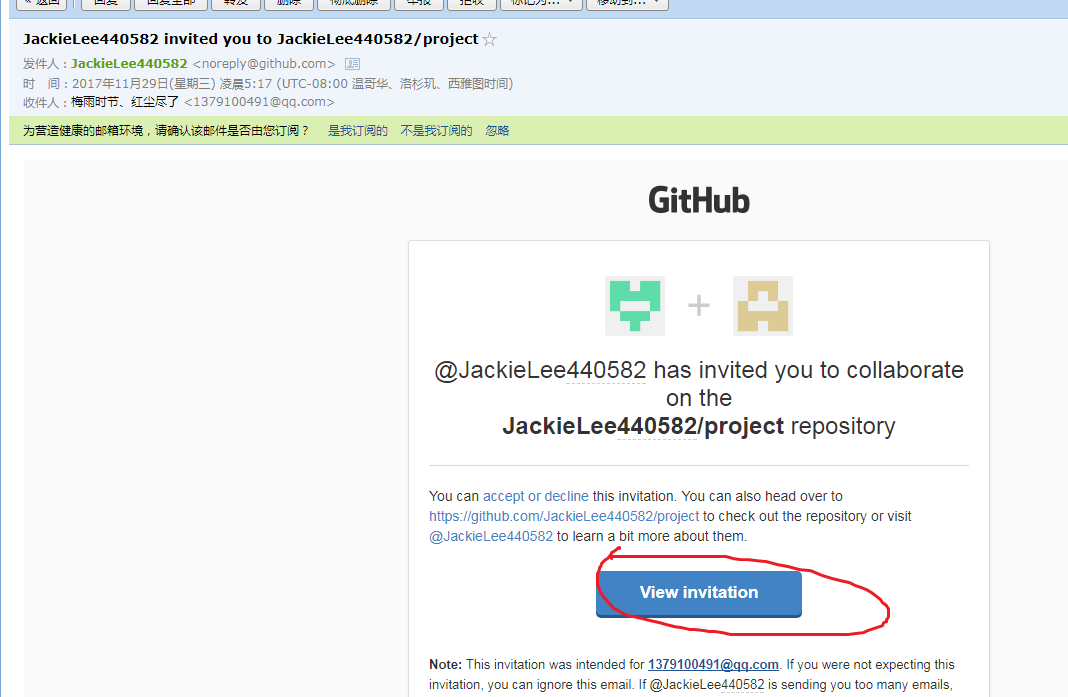 « 返回 回复 回复全部 转发 删除 彻底删除 举报 拒收 标记为... 移动到...
JackieLee440582 invited you to JackieLee440582/project ☆
发件人：JackieLee440582 <noreply@github.com>
时 间：2017年11月29日(星期三) 凌晨5:17 (UTC-08:00 温哥华、洛杉矶、西雅图时间)
收件人：梅雨时节、红尘尽了 <1379100491@qq.com>
为营造健康的邮箱环境，请确认该邮件是否由您订阅？ 是我订阅的 不是我订阅的 忽略
GitHub
+
@JackieLee440582 has invited you to collaborate
on the
JackieLee440582/project repository
You can accept or decline this invitation. You can also head over to
https://github.com/JackieLee440582/project to check out the repository or visit
@JackieLee440582 to learn a bit more about them.
View invitation
Note: This invitation was intended for 1379100491@qq.com. If you were not expecting this
invitation, you can ignore this email. If @JackieLee440582 is sending you too many emails,